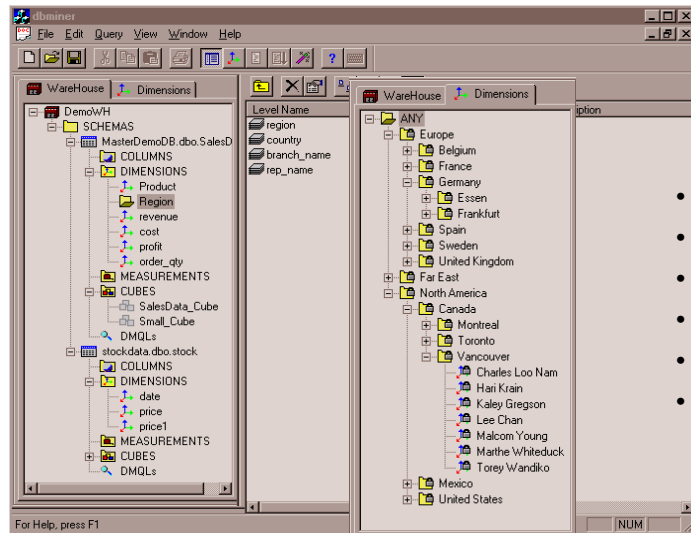 dbminer
File Edit Query View Window Help
WareHouse Dimensions
DemoWH
SCHEMAS
MasterDemoDB.dbo.SalesD
COLUMNS
DIMENSIONS
Product
Region
revenue
cost
profit
order_qty
MEASUREMENTS
CUBES
SalesData_Cube
Small_Cube
DMQLs
stockdata.dbo.stock
COLUMNS
DIMENSIONS
date
price
price1
MEASUREMENTS
CUBES
DMQLs
Level Name
region
country
branch_name
rep_name
iption
WareHouse Dimensions
ANY
Europe
Belgium
France
Germany
Essen
Frankfurt
Spain
Sweden
United Kingdom
Far East
North America
Canada
Montreal
Toronto
Vancouver
Charles Loo Nam
Hari Krain
Kaley Gregson
Lee Chan
Malcom Young
Marthe Whiteduck
Torey Wandiko
Mexico
United States
For Help, press F1
NUM